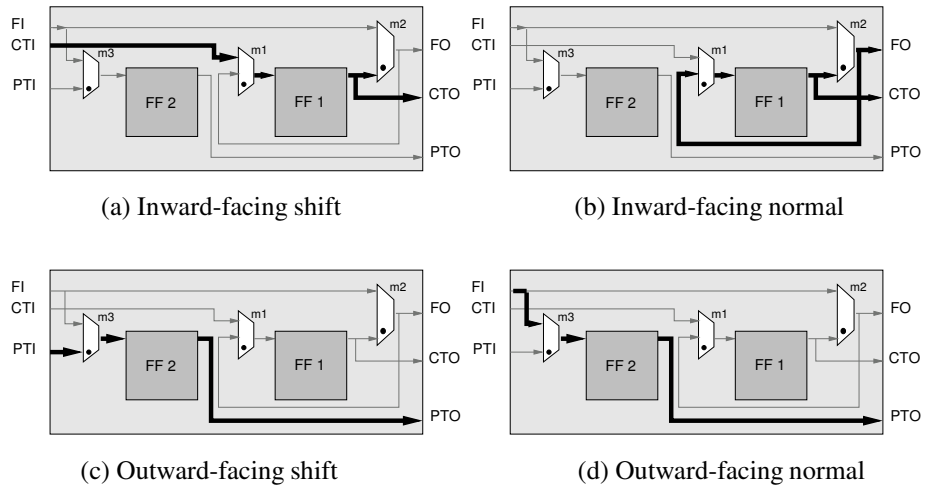 FI
CTI
PTI
m3
FF 2
m1
FF 1
m2
FO
CTO
PTO
(a) Inward-facing shift
FI
CTI
PTI
m3
FF 2
m1
FF 1
m2
FO
CTO
PTO
(b) Inward-facing normal
FI
CTI
PTI
m3
FF 2
m1
FF 1
m2
FO
CTO
PTO
(c) Outward-facing shift
FI
CTI
PTI
m3
FF 2
m1
FF 1
m2
FO
CTO
PTO
(d) Outward-facing normal